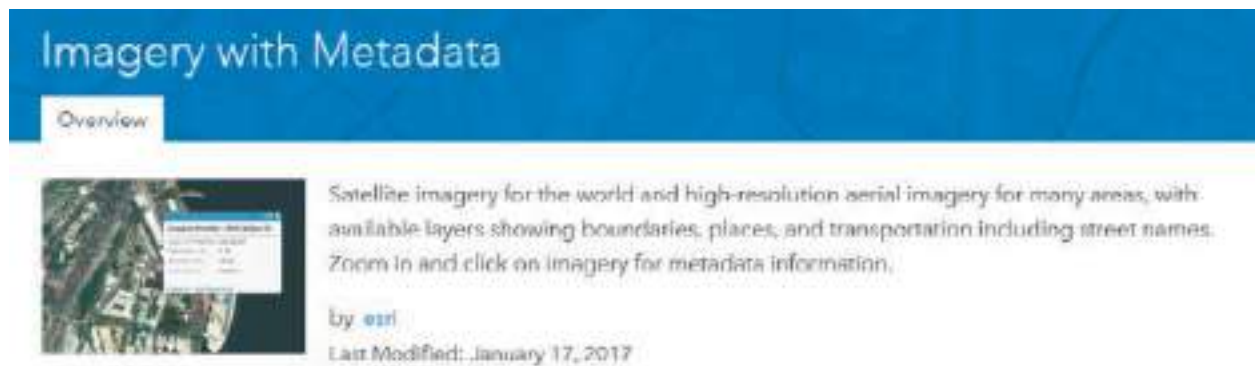 Imagery with Metadata
Overview
Satellite imagery for the world and high-resolution aerial imagery for many areas, with
available layers showing boundaries, places, and transportation including street names.
Zoom in and click on imagery for metadata information.
by esri
Last Modified: January 17, 2017